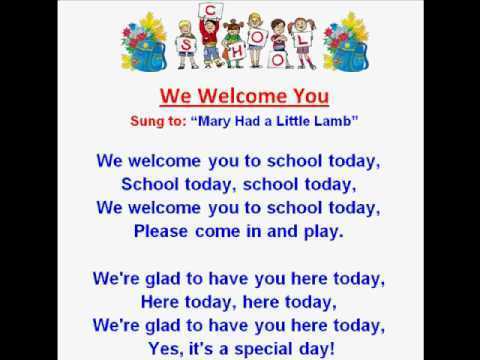 SCHOOL
We Welcome You
Sung to: “Mary Had a Little Lamb”
We welcome you to school today,
School today, school today,
We welcome you to school today,
Please come in and play.
We're glad to have you here today,
Here today, here today,
We're glad to have you here today,
Yes, it's a special day!